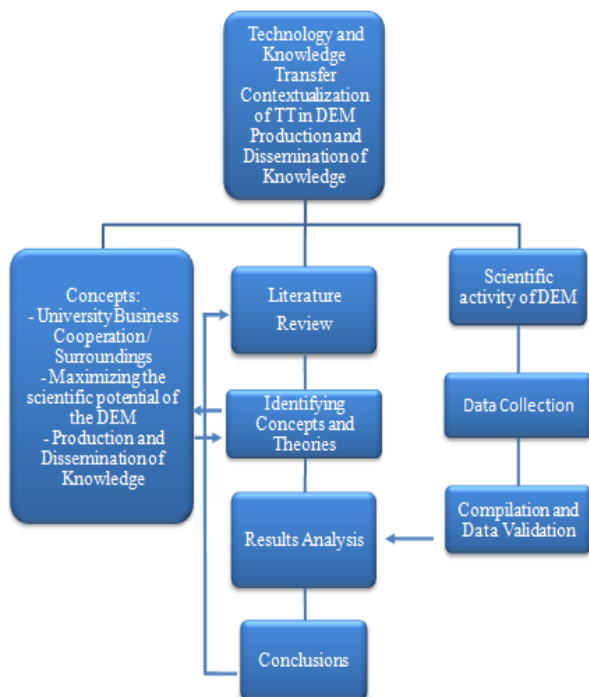 Technology and
Knowledge
Transfer
Contextualization
of TT in DEM
Production and
Dissemination of
Knowledge
Concepts:
- University Business
Cooperation/
Surroundings
- Maximizing the
scientific potential of
the DEM
- Production and
Dissemination of
Knowledge
Literature
Review
Identifying
Concepts and
Theories
Results Analysis
Conclusions
Scientific
activity of DEM
Data Collection
Compilation and
Data Validation